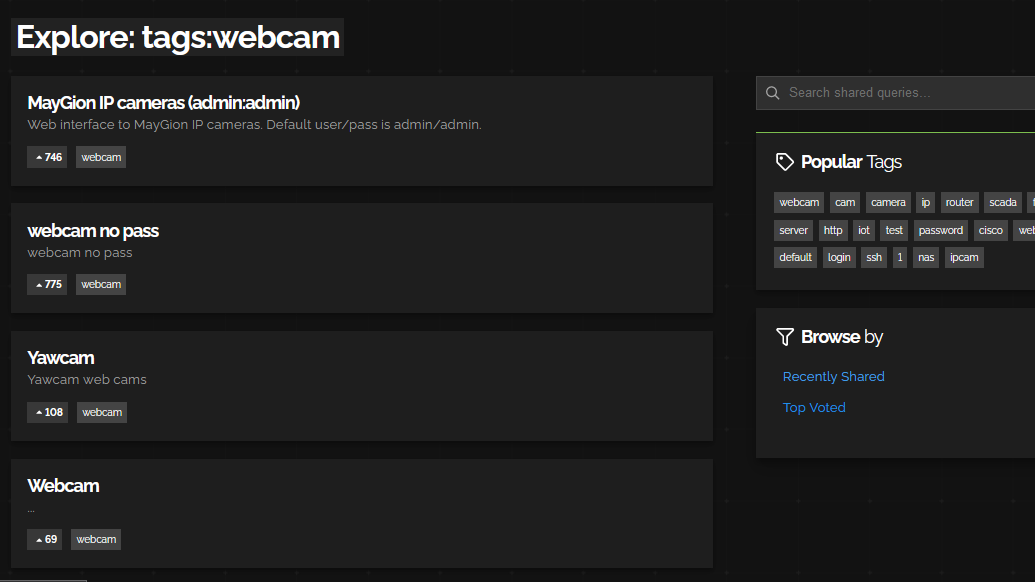 Explore: tags:webcam
MayGion IP cameras (admin:admin)
Web interface to MayGion IP cameras. Default user/pass is admin/admin.
746 webcam
webcam no pass
webcam no pass
775 webcam
Yawcam
Yawcam web cams
108 webcam
Webcam
...
69 webcam
Search shared queries...
Popular Tags
webcam cam camera ip router scada
server http iot test password cisco
default login ssh 1 nas ipcam
Browse by
Recently Shared
Top Voted